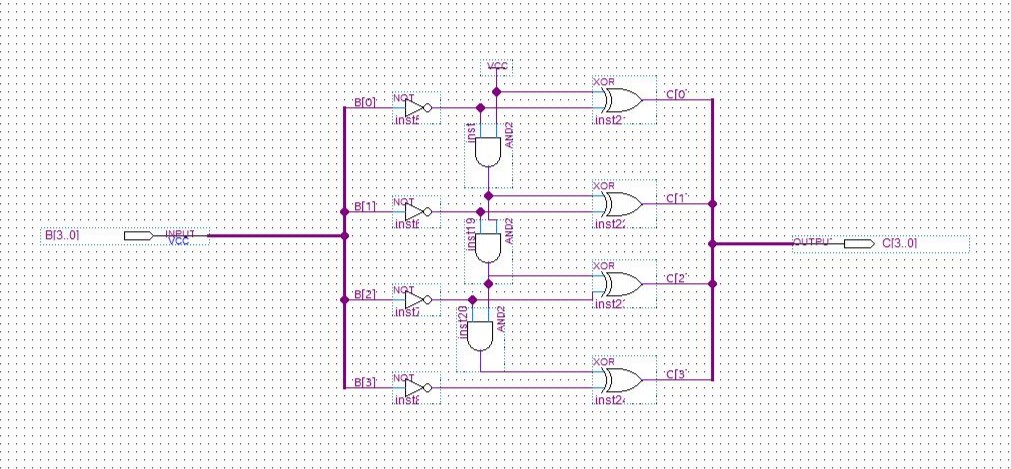 VCC
XOR
B[0] NOT C[0]
inst inst2
inst AND2
XOR
B[1] NOT C[1]
inst inst2
B[3..0] INPUT OUTPUT C[3..0]
VCC
inst19 AND2
XOR
B[2] NOT C[2]
inst inst2
inst20 AND2
XOR
B[3] NOT C[3]
inst inst2